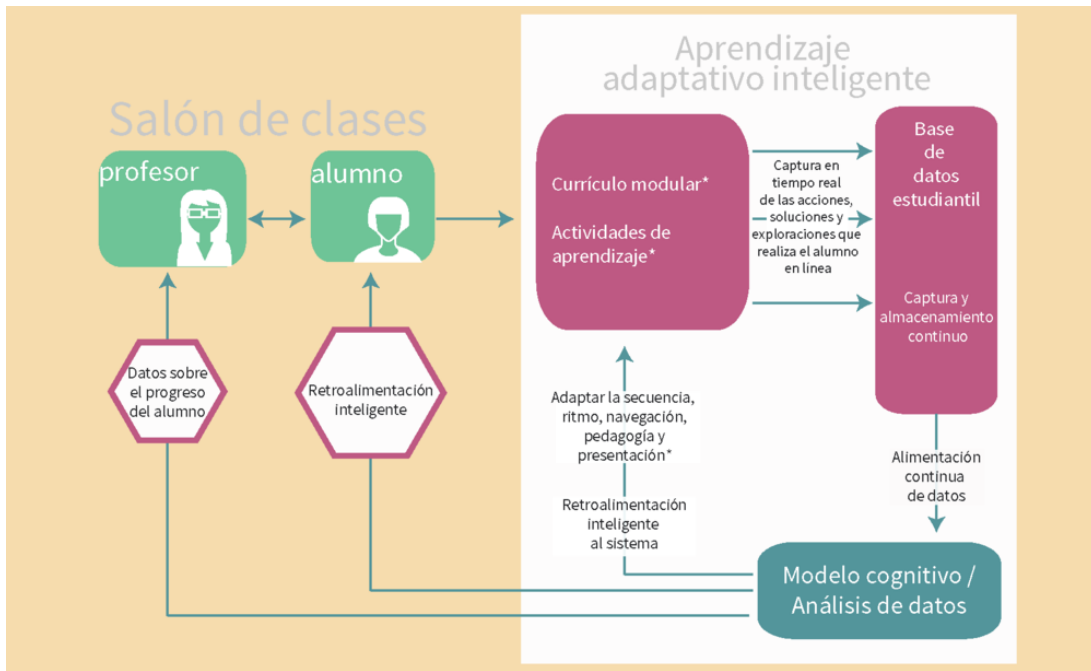 Salón de clases
profesor
alumno
Datos sobre
el progreso
del alumno
Retroalimentación
inteligente
Aprendizaje
adaptativo inteligente
Currículo modular*
Actividades de
aprendizaje*
Captura en
tiempo real
de las acciones,
soluciones y
exploraciones que
realiza el alumno
en línea
Base
de
datos
estudiantil
Captura y
almacenamiento
continuo
Adaptar la secuencia,
ritmo, navegación,
pedagogía y
presentación*
Retroalimentación
inteligente
al sistema
Alimentación
continua
de datos
Modelo cognitivo /
Análisis de datos